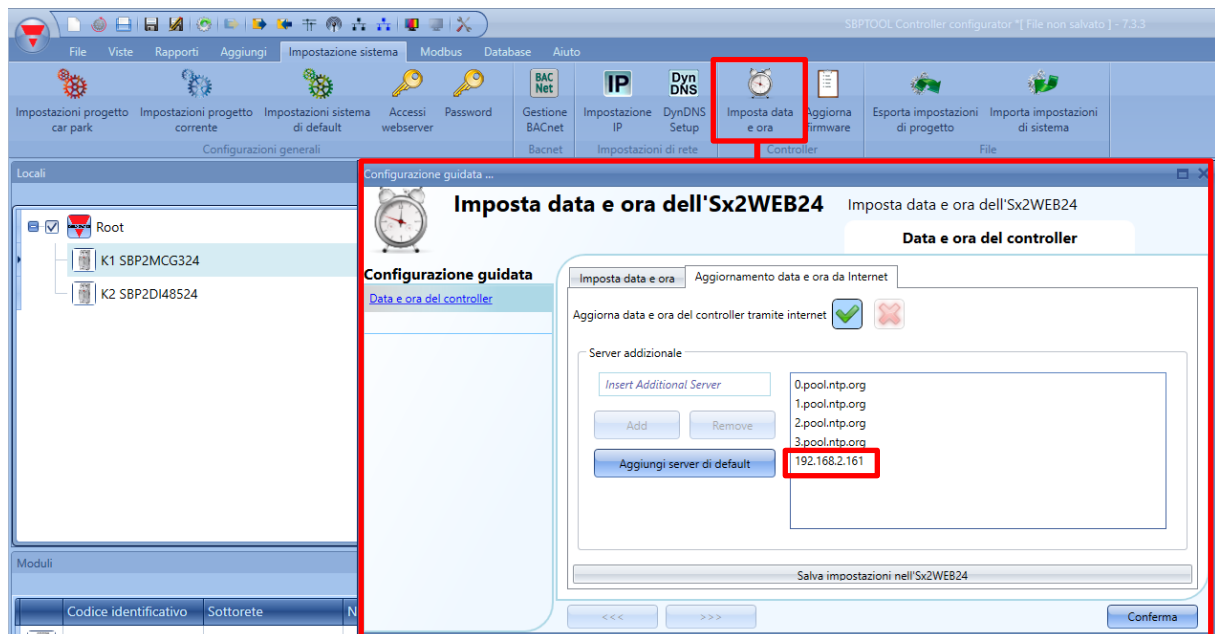 SBPTOOL Controller configurator *[ File non salvato ] - 7.3.3
File Viste Rapporti Aggiungi Impostazione sistema Modbus Database Aiuto
BAC Net
IP
Dyn DNS
Impostazioni progetto car park
Impostazioni progetto corrente
Impostazioni sistema di default
Accessi webserver
Password
Gestione BACnet
Impostazione IP
DynDNS Setup
Imposta data e ora
Aggiorna firmware
Esporta impostazioni di progetto
Importa impostazioni di sistema
Configurazioni generali
Bacnet
Impostazioni di rete
Controller
File
Locali
Root
K1 SBP2MCG324
K2 SBP2DI48524
Moduli
Codice identificativo Sottorete N
Configurazione guidata ...
Imposta data e ora dell'Sx2WEB24
Imposta data e ora dell'Sx2WEB24
Data e ora del controller
Configurazione guidata
Data e ora del controller
Imposta data e ora
Aggiornamento data e ora da Internet
Aggiorna data e ora del controller tramite internet
Server addizionale
Insert Additional Server
Add
Remove
Aggiungi server di default
0.pool.ntp.org
1.pool.ntp.org
2.pool.ntp.org
3.pool.ntp.org
192.168.2.161
Salva impostazioni nell'Sx2WEB24
<<<
>>>
Conferma